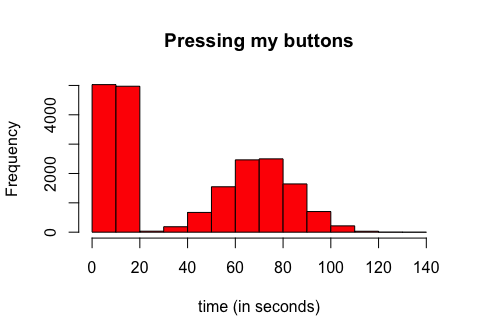 Pressing my buttons
Frequency
4000
2000
0
0 20 40 60 80 100 120 140
time (in seconds)